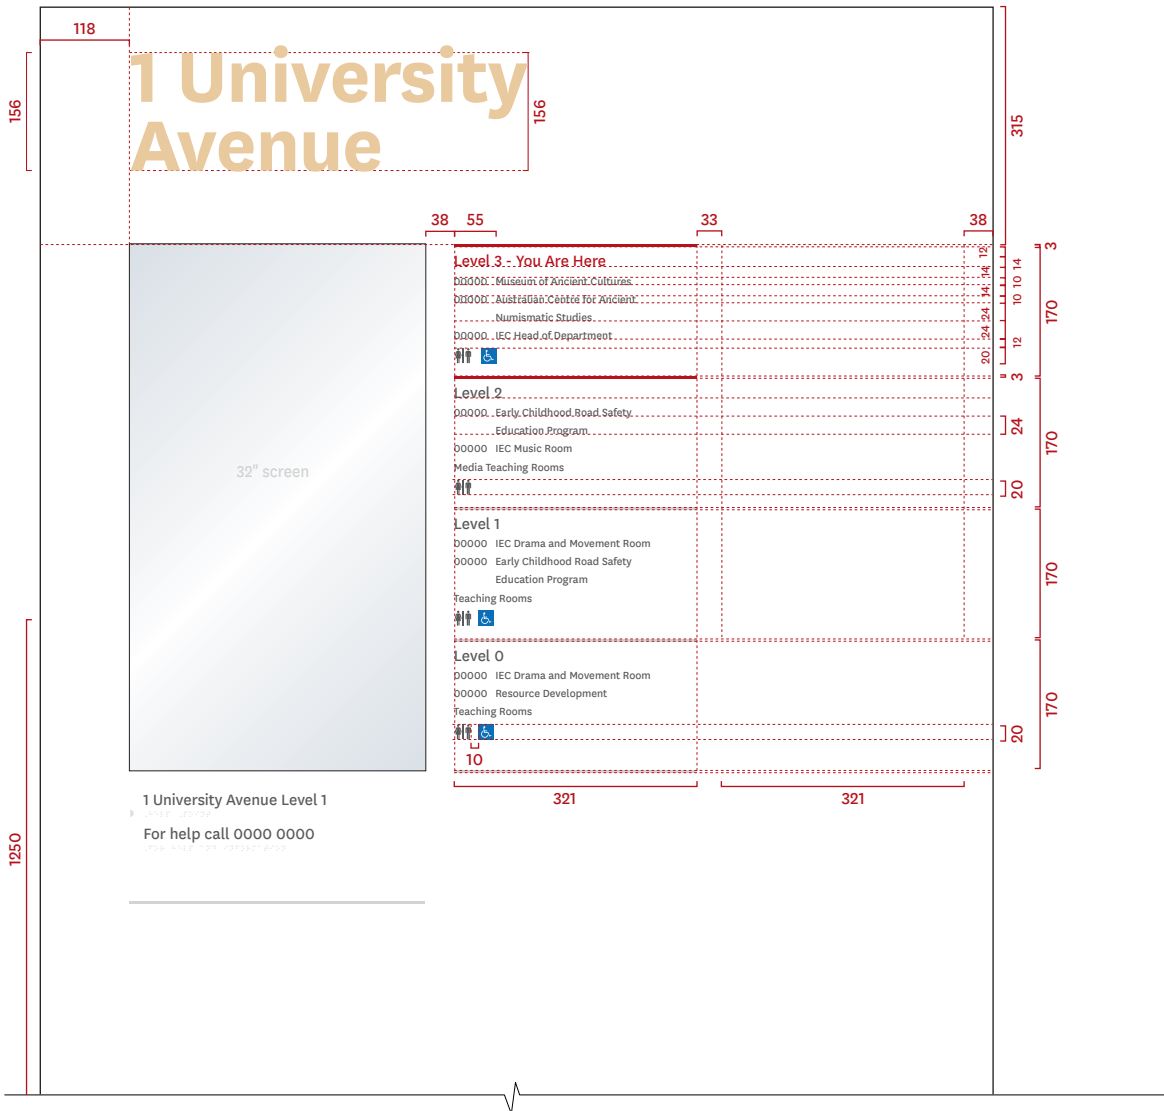 118
1 University
Avenue
156
156
315
38
55
33
38
3
Level 3 - You Are Here
00000 Museum of Ancient Cultures
00000 Australian Centre for Ancient
Numismatic Studies
00000 IEC Head of Department
12
14
14
10
14
10
24
24
12
20
170
3
Level 2
00000 Early Childhood Road Safety
Education Program
00000 IEC Music Room
Media Teaching Rooms
24
20
170
32" screen
Level 1
00000 IEC Drama and Movement Room
00000 Early Childhood Road Safety
Education Program
Teaching Rooms
170
Level 0
00000 IEC Drama and Movement Room
00000 Resource Development
Teaching Rooms
10
20
170
321
321
1 University Avenue Level 1
For help call 0000 0000
1250